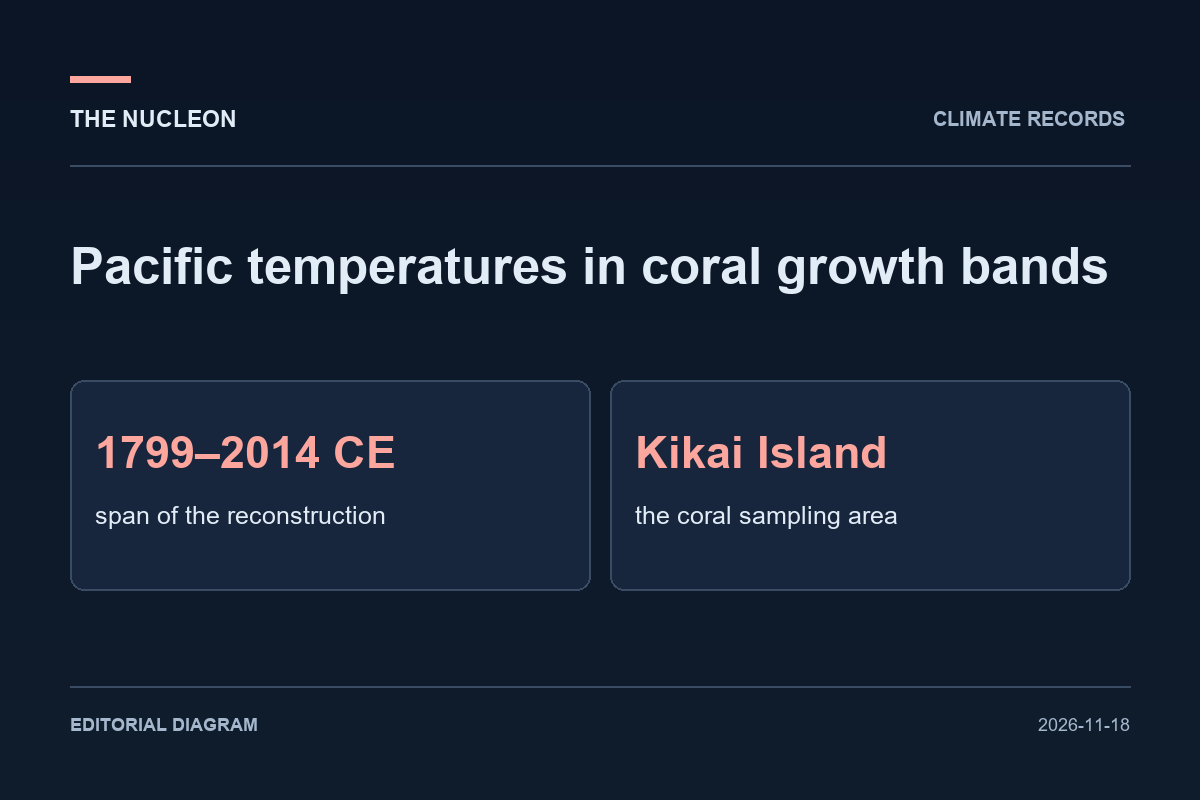 THE NUCLEON
CLIMATE RECORDS
Pacific temperatures in coral growth bands
1799–2014 CE
span of the reconstruction
Kikai Island
the coral sampling area
EDITORIAL DIAGRAM
2026-11-18